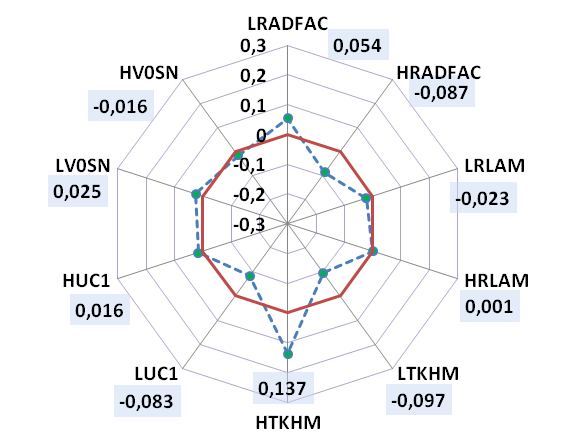 LRADFAC
0,3
0,054
0,2
HV0SN
HRADFAC
-0,016
-0,087
0,1
0
LV0SN
-0,1
LRLAM
0,025
-0,2
-0,023
-0,3
HUC1
HRLAM
0,016
0,001
LUC1
LTKHM
-0,083
0,137
-0,097
HTKHM